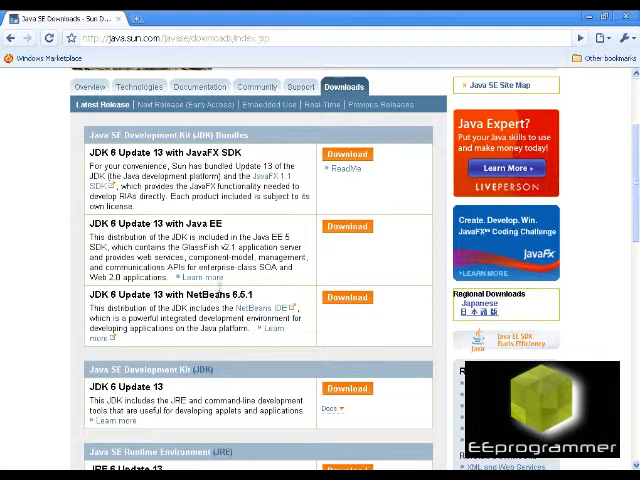 Java SE Downloads - Sun D...
http://java.sun.com/javase/downloads/index.jsp
Windows Marketplace
Other bookmarks
Overview
Technologies
Documentation
Community
Support
Downloads
Latest Release
Next Release (Early Access)
Embedded Use
Real-Time
Previous Releases
Java SE Development Kit (JDK) Bundles
JDK 6 Update 13 with JavaFX SDK
For your convenience, Sun has bundled Update 13 of the
JDK (the Java development platform) and the JavaFX 1.1
SDK, which provides the JavaFX functionality needed to
develop RIAs directly. Each product included is subject to its
own license.
Download
» ReadMe
JDK 6 Update 13 with Java EE
This distribution of the JDK is included in the Java EE 5
SDK, which contains the GlassFish v2.1 application server
and provides web services, component-model, management,
and communications APIs for enterprise-class SOA and
Web 2.0 applications. » Learn more
Download
JDK 6 Update 13 with NetBeans 6.5.1
This distribution of the JDK includes the NetBeans IDE ,
which is a powerful integrated development environment for
developing applications on the Java platform. » Learn
more
Download
Java SE Development Kit (JDK)
JDK 6 Update 13
This JDK includes the JRE and command-line development
tools that are useful for developing applets and applications
» Learn more
Download
Docs
Java SE Runtime Environment (JRE)
JRE 6 Update 13
Download
» Java SE Site Map
Java Expert?
Put your Java skills to
use and make money today!
Learn More »
LIVEPERSON
Create. Develop. Win.
JavaFX™ Coding Challenge
JavaFX
»LEARN MORE
Regional Downloads
Japanese
日本語版
Java
Java EE SDK
Fuels Efficiency
EEprogrammer
» XML and Web Services